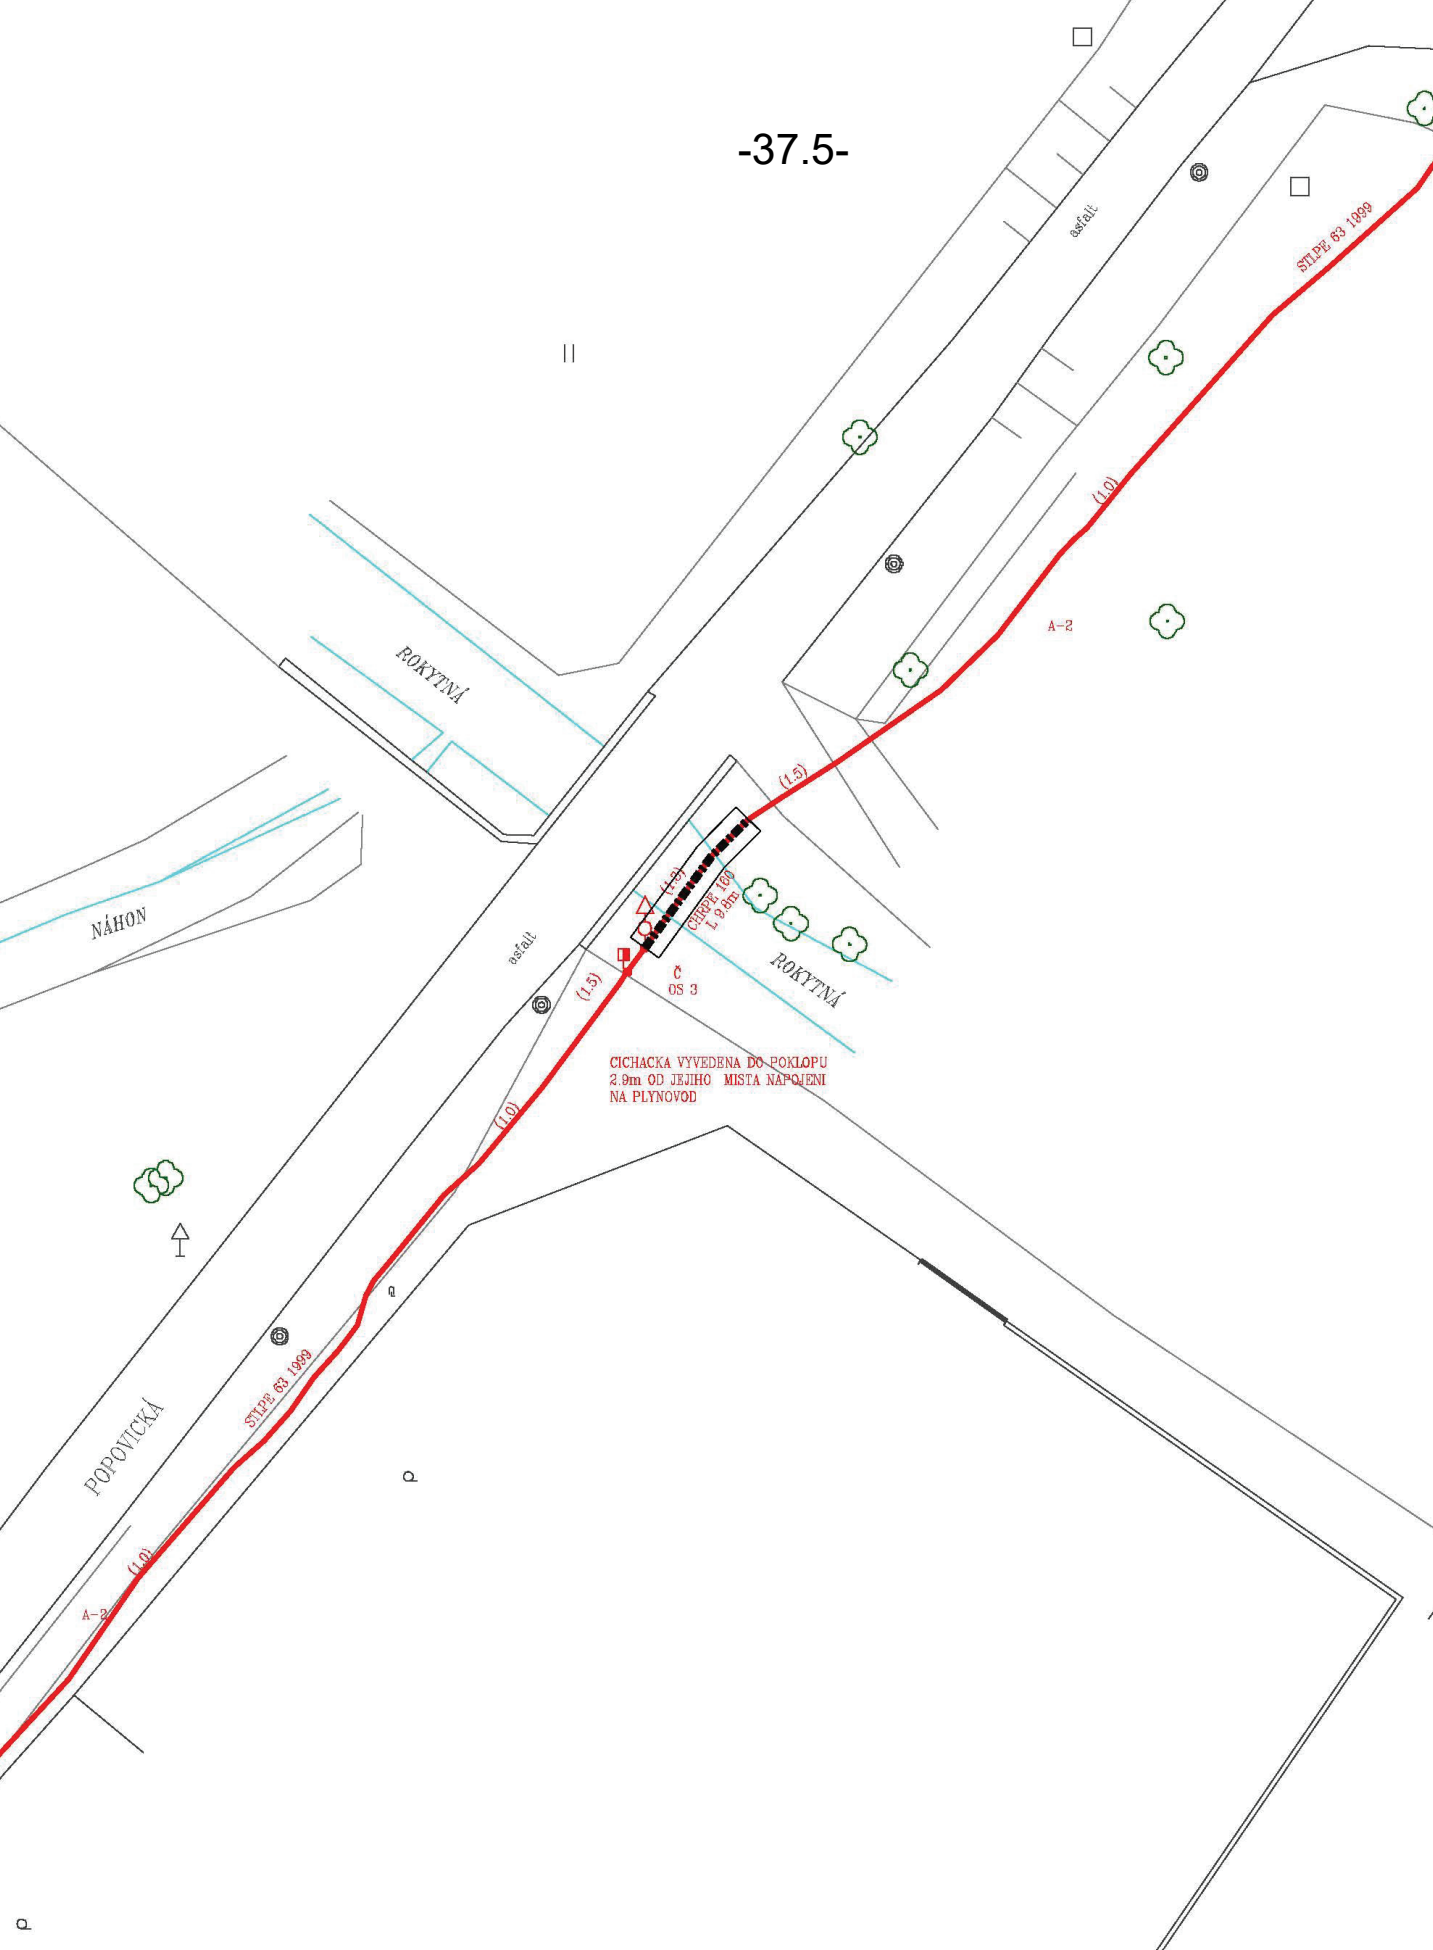 -37.5-
asfalt
STLPE 63 1999
(1.0)
A-2
ROKYTNÁ
(1.5)
(1.3)
CHRPE 160
L 9.8m
NÁHON
asfalt
ROKYTNÁ
Č
OS 3
(1.5)
CICHACKA VYVEDENA DO POKLOPU
2.9m OD JEJIHO MISTA NAPOJENI
NA PLYNOVOD
(1.0)
STLPE 63 1999
POPOVICKÁ
(1.0)
A-2